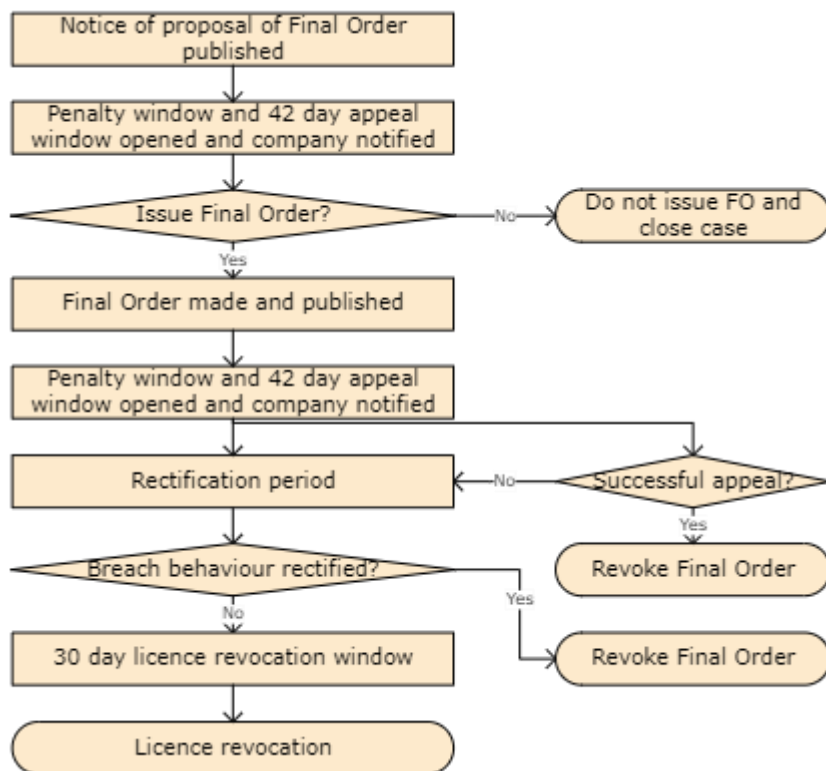 Notice of proposal of Final Order
published
Penalty window and 42 day appeal
window opened and company notified
Issue Final Order?
No
Do not issue FO and
close case
Yes
Final Order made and published
Penalty window and 42 day appeal
window opened and company notified
Rectification period
No
Successful appeal?
Yes
Revoke Final Order
Breach behaviour rectified?
Yes
No
Revoke Final Order
30 day licence revocation window
Licence revocation